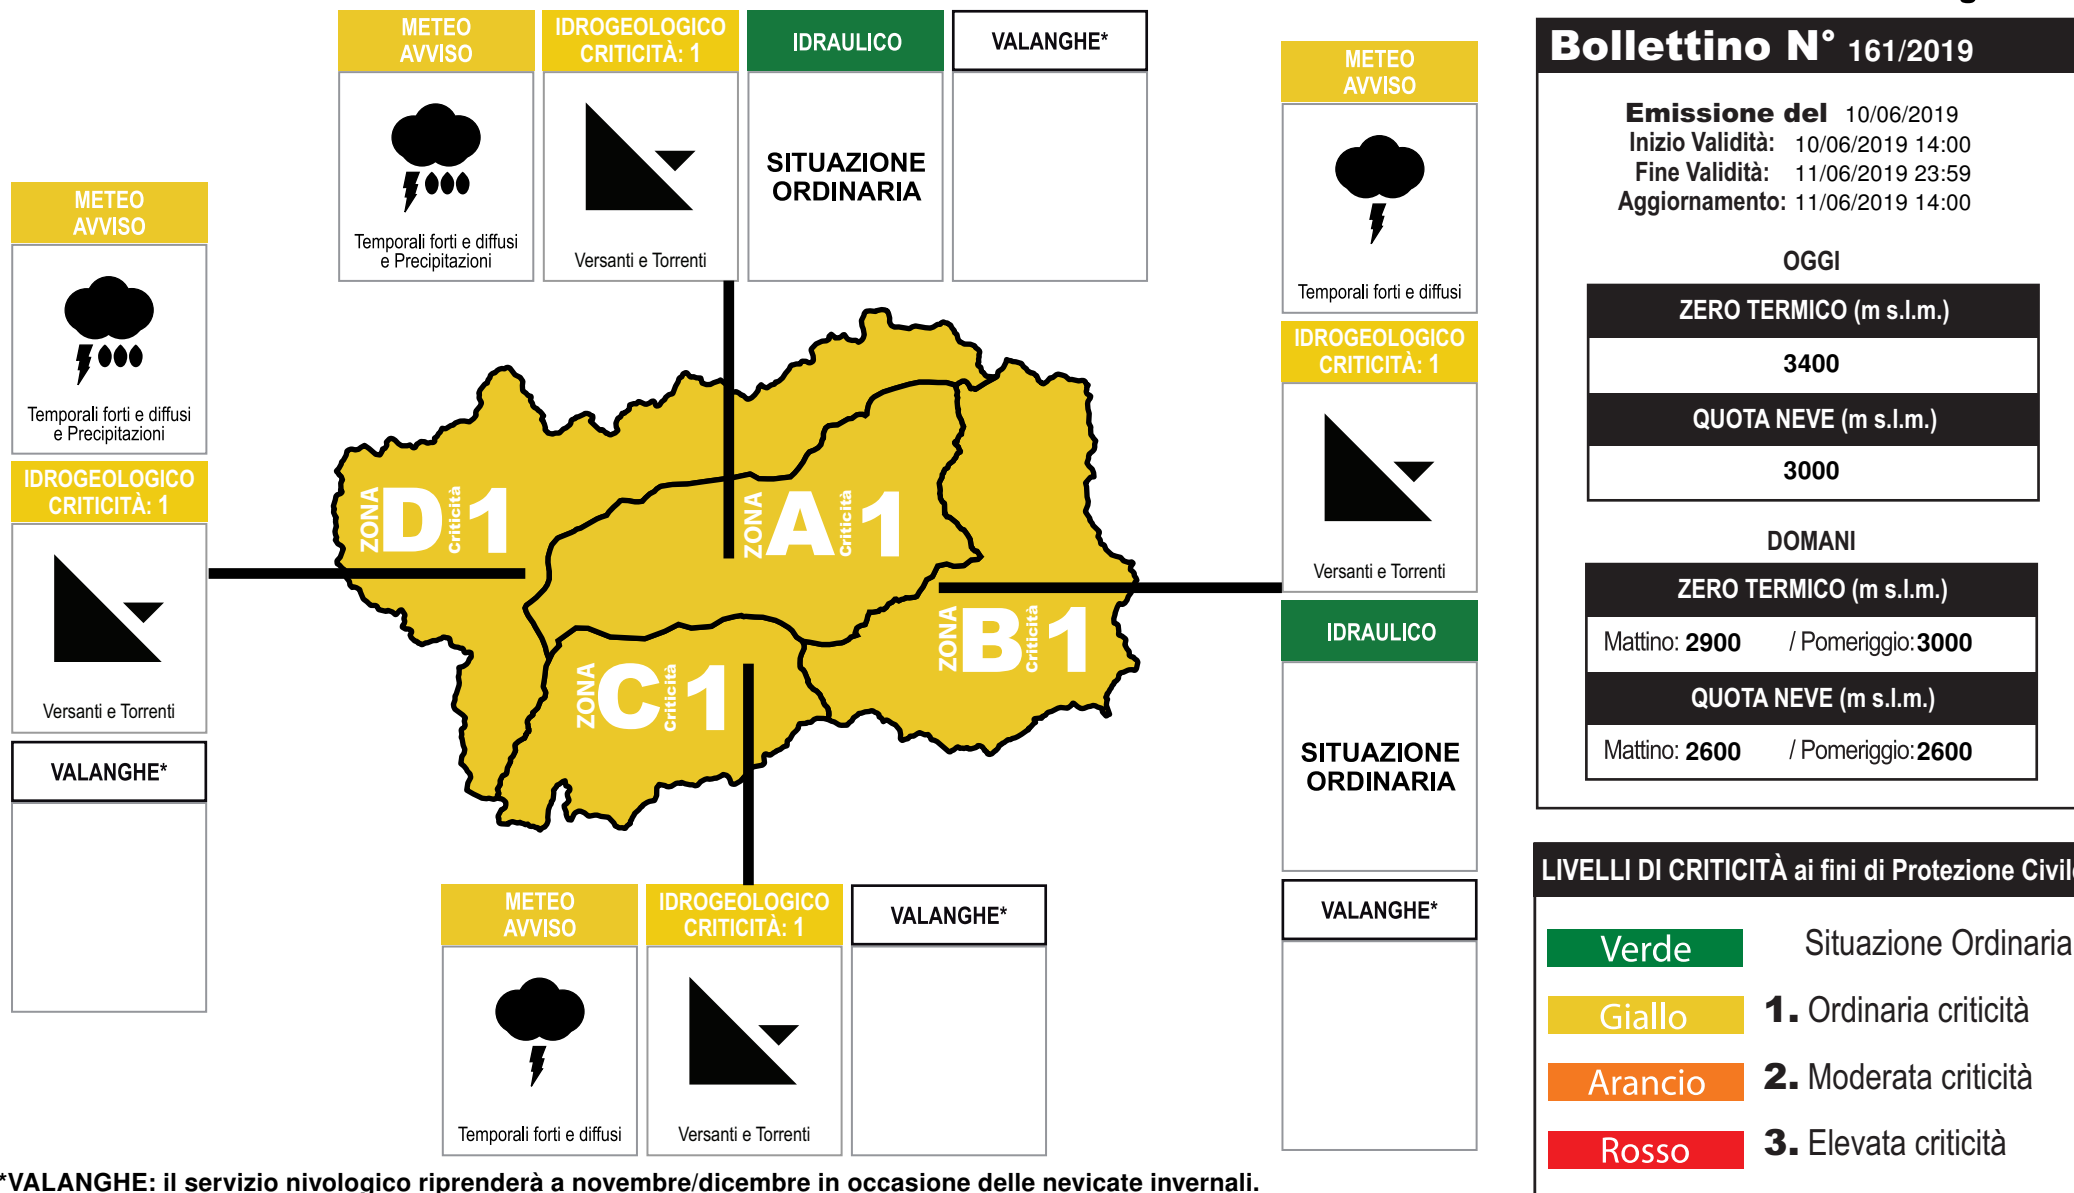 METEO
AVVISO
Temporali forti e diffusi
e Precipitazioni
IDROGEOLOGICO
CRITICITÀ: 1
Versanti e Torrenti
IDRAULICO
SITUAZIONE
ORDINARIA
VALANGHE*
METEO
AVVISO
Temporali forti e diffusi
e Precipitazioni
IDROGEOLOGICO
CRITICITÀ: 1
Versanti e Torrenti
VALANGHE*
ZONA D Criticità 1
ZONA A Criticità 1
ZONA B Criticità 1
ZONA C Criticità 1
METEO
AVVISO
Temporali forti e diffusi
IDROGEOLOGICO
CRITICITÀ: 1
Versanti e Torrenti
IDRAULICO
SITUAZIONE
ORDINARIA
VALANGHE*
METEO
AVVISO
Temporali forti e diffusi
IDROGEOLOGICO
CRITICITÀ: 1
Versanti e Torrenti
VALANGHE*
*VALANGHE: il servizio nivologico riprenderà a novembre/dicembre in occasione delle nevicate invernali.
Bollettino N° 161/2019
Emissione del 10/06/2019
Inizio Validità: 10/06/2019 14:00
Fine Validità: 11/06/2019 23:59
Aggiornamento: 11/06/2019 14:00
OGGI
ZERO TERMICO (m s.l.m.)
3400
QUOTA NEVE (m s.l.m.)
3000
DOMANI
ZERO TERMICO (m s.l.m.)
Mattino: 2900 / Pomeriggio: 3000
QUOTA NEVE (m s.l.m.)
Mattino: 2600 / Pomeriggio: 2600
LIVELLI DI CRITICITÀ ai fini di Protezione Civile
Verde Situazione Ordinaria
Giallo 1. Ordinaria criticità
Arancio 2. Moderata criticità
Rosso 3. Elevata criticità